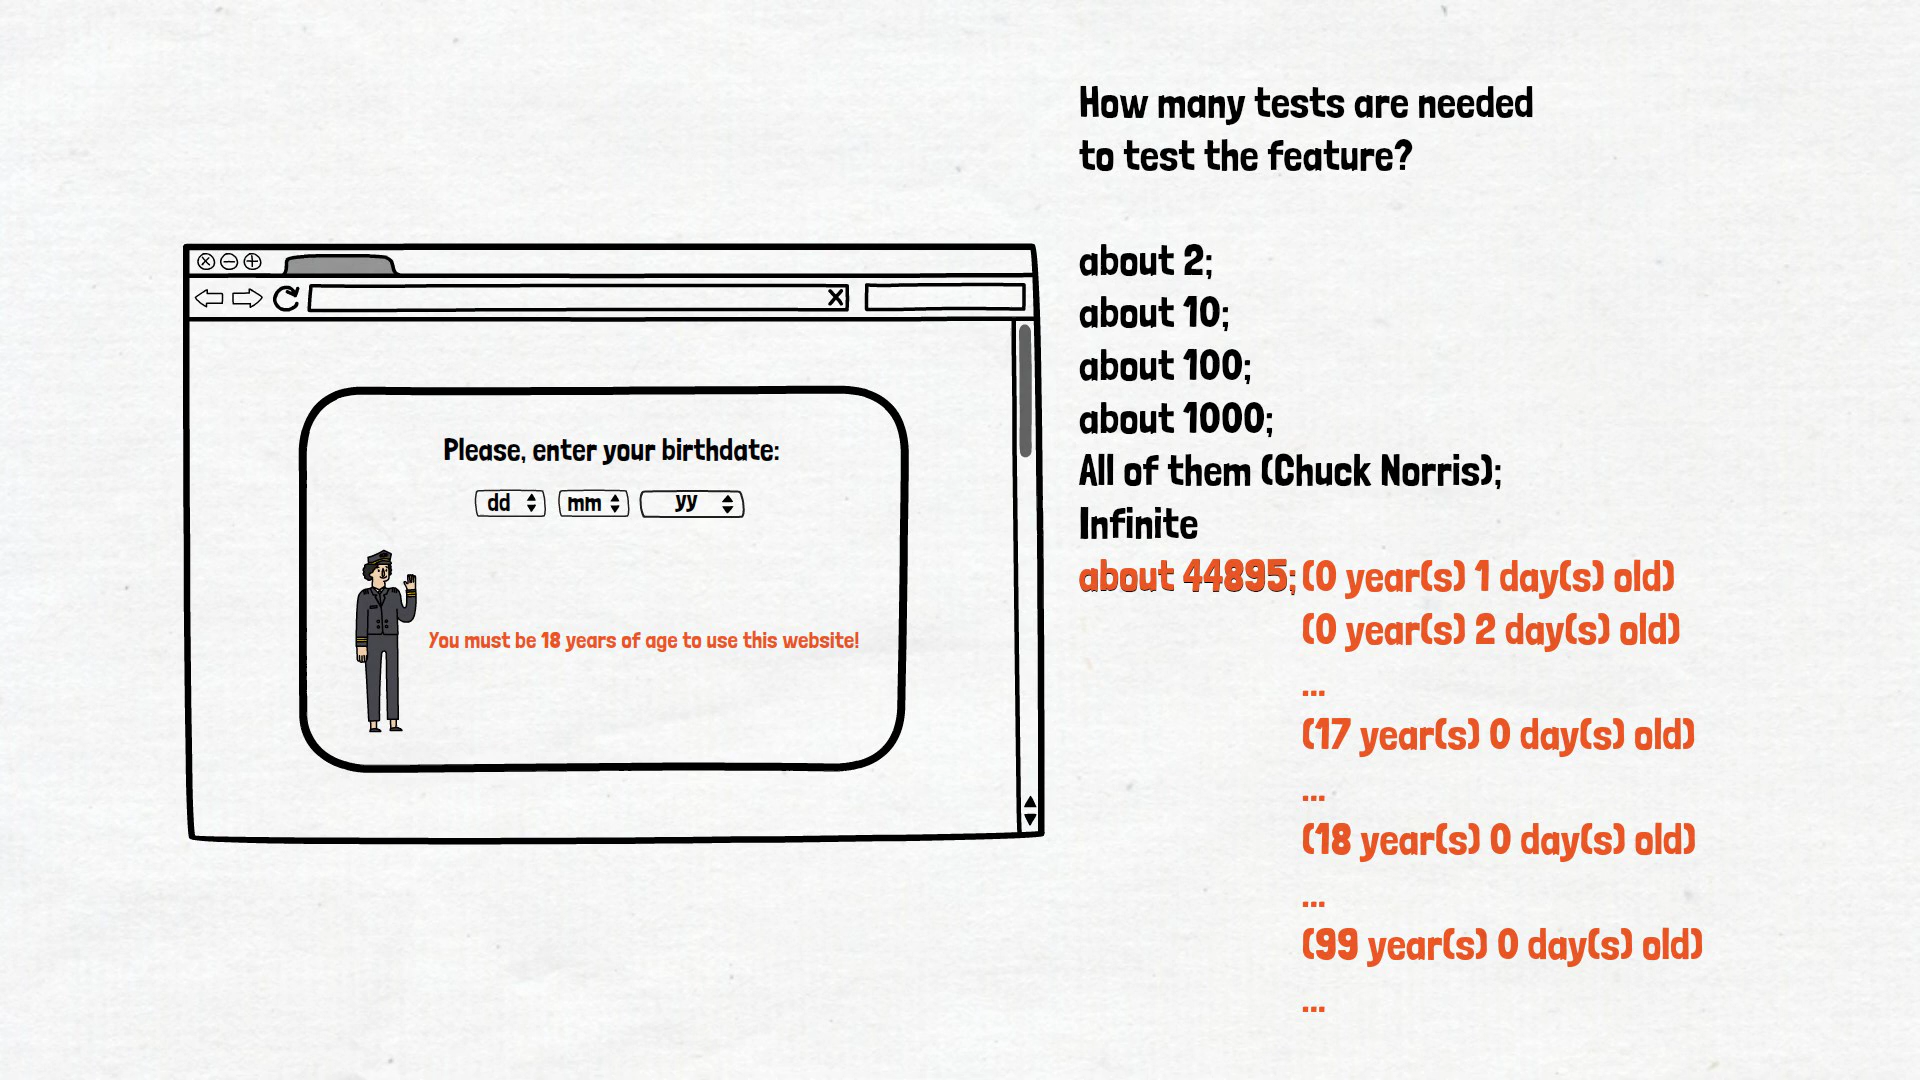 How many tests are needed
to test the feature?
about 2;
about 10;
about 100;
about 1000;
All of them (Chuck Norris);
Infinite
about 44895; (0 year(s) 1 day(s) old)
(0 year(s) 2 day(s) old)
...
(17 year(s) 0 day(s) old)
...
(18 year(s) 0 day(s) old)
...
(99 year(s) 0 day(s) old)
...
Please, enter your birthdate:
dd mm yy
You must be 18 years of age to use this website!